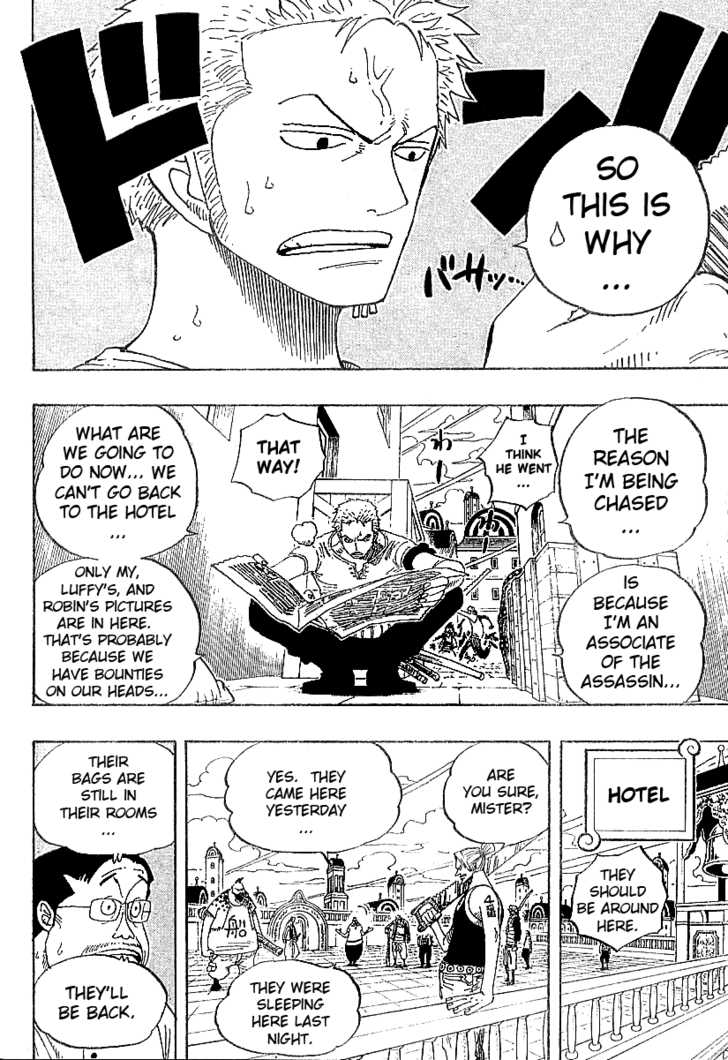 ドーン
SO
THIS IS
WHY
...
バサッ...
THE
REASON
I'M BEING
CHASED
...
IS
BECAUSE
I'M AN
ASSOCIATE
OF THE
ASSASSIN...
I
THINK
HE WENT
...
わー
THAT
WAY!
WHAT ARE
WE GOING TO
DO NOW... WE
CAN'T GO BACK
TO THE HOTEL
...
ONLY MY,
LUFFY'S, AND
ROBIN'S PICTURES
ARE IN HERE.
THAT'S PROBABLY
BECAUSE WE
HAVE BOUNTIES
ON OUR HEADS...
HOTEL
THEY
SHOULD
BE AROUND
HERE.
ARE
YOU SURE,
MISTER?
YES. THEY
CAME HERE
YESTERDAY
...
THEY WERE
SLEEPING
HERE LAST
NIGHT.
THEIR
BAGS ARE
STILL IN
THEIR ROOMS
...
THEY'LL
BE BACK.